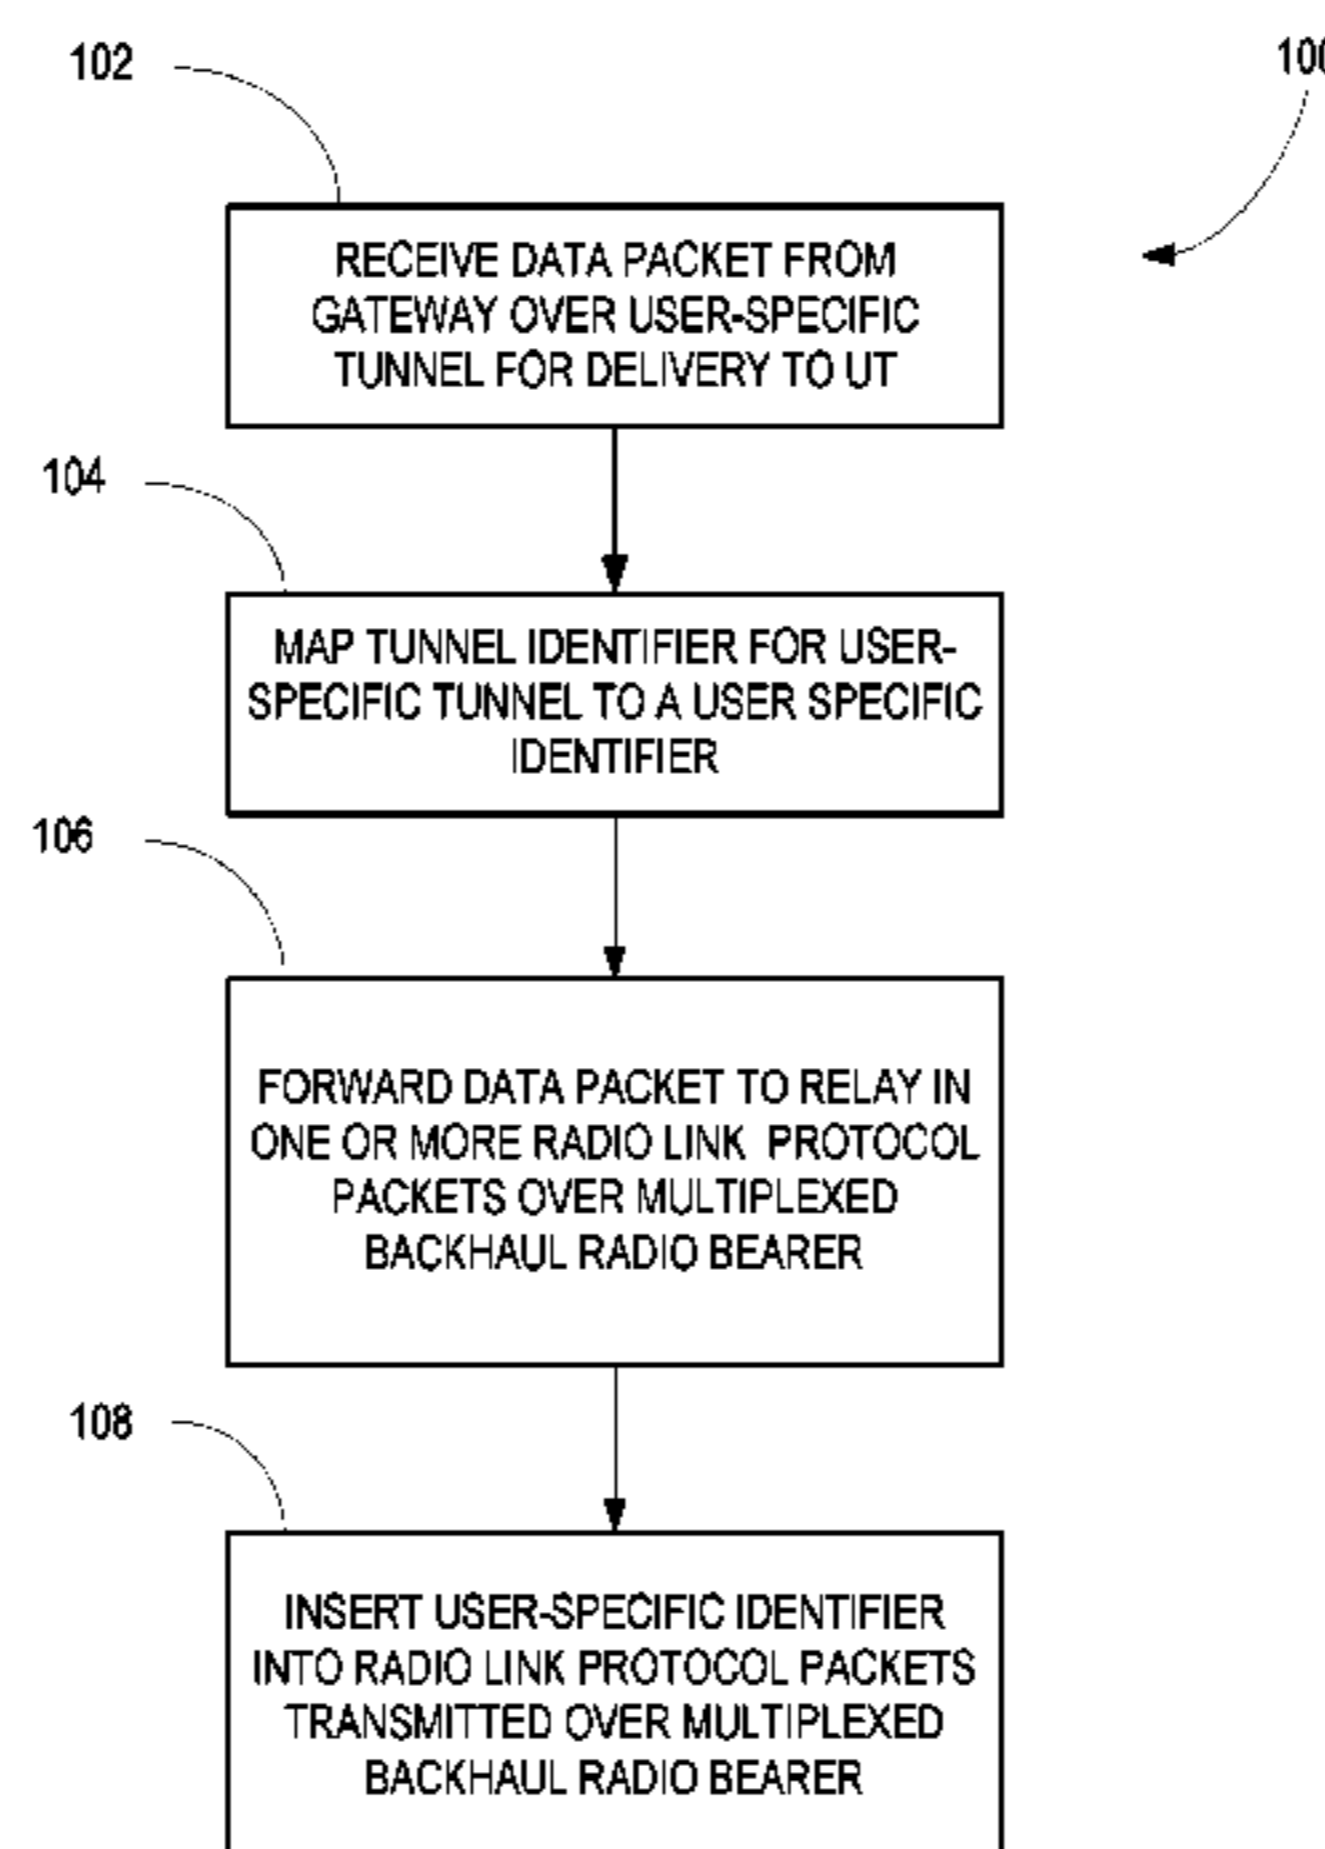 102
100
RECEIVE DATA PACKET FROM
GATEWAY OVER USER-SPECIFIC
TUNNEL FOR DELIVERY TO UT
104
MAP TUNNEL IDENTIFIER FOR USER-
SPECIFIC TUNNEL TO A USER SPECIFIC
IDENTIFIER
106
FORWARD DATA PACKET TO RELAY IN
ONE OR MORE RADIO LINK PROTOCOL
PACKETS OVER MULTIPLEXED
BACKHAUL RADIO BEARER
108
INSERT USER-SPECIFIC IDENTIFIER
INTO RADIO LINK PROTOCOL PACKETS
TRANSMITTED OVER MULTIPLEXED
BACKHAUL RADIO BEARER